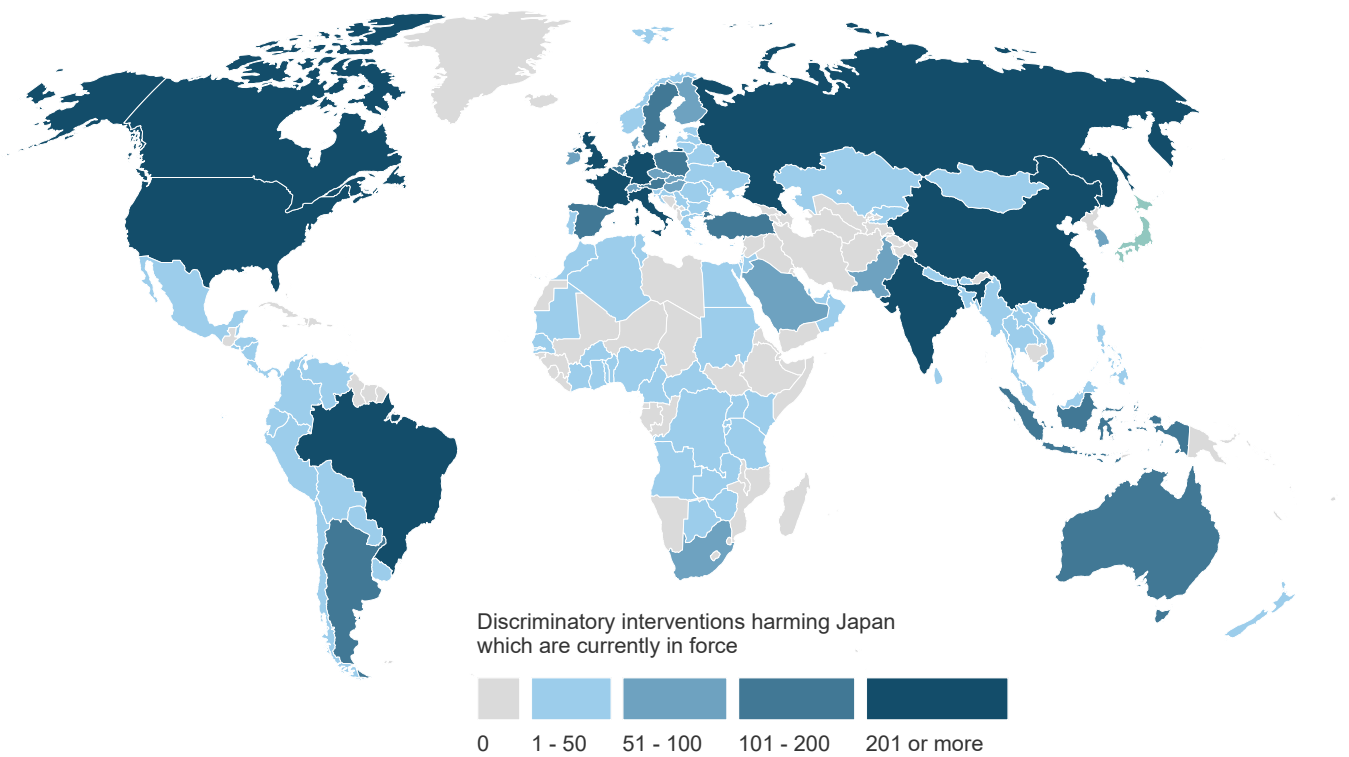 Discriminatory interventions harming Japan
which are currently in force
0
1 - 50
51 - 100
101 - 200
201 or more